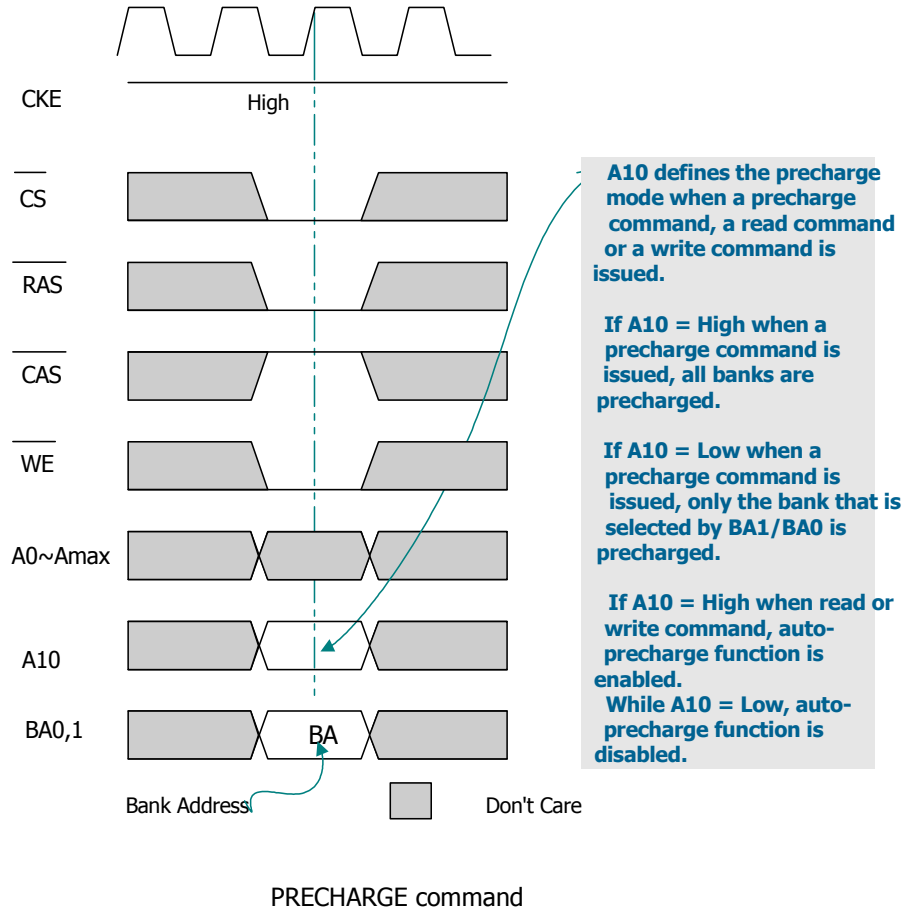 CKE
High
CS
RAS
CAS
WE
A0~Amax
A10
BA0,1
BA
Bank Address
Don't Care
A10 defines the precharge
mode when a precharge
command, a read command
or a write command is
issued.
If A10 = High when a
precharge command is
issued, all banks are
precharged.
If A10 = Low when a
precharge command is
issued, only the bank that is
selected by BA1/BA0 is
precharged.
If A10 = High when read or
write command, auto-
precharge function is
enabled.
While A10 = Low, auto-
precharge function is
disabled.
PRECHARGE command